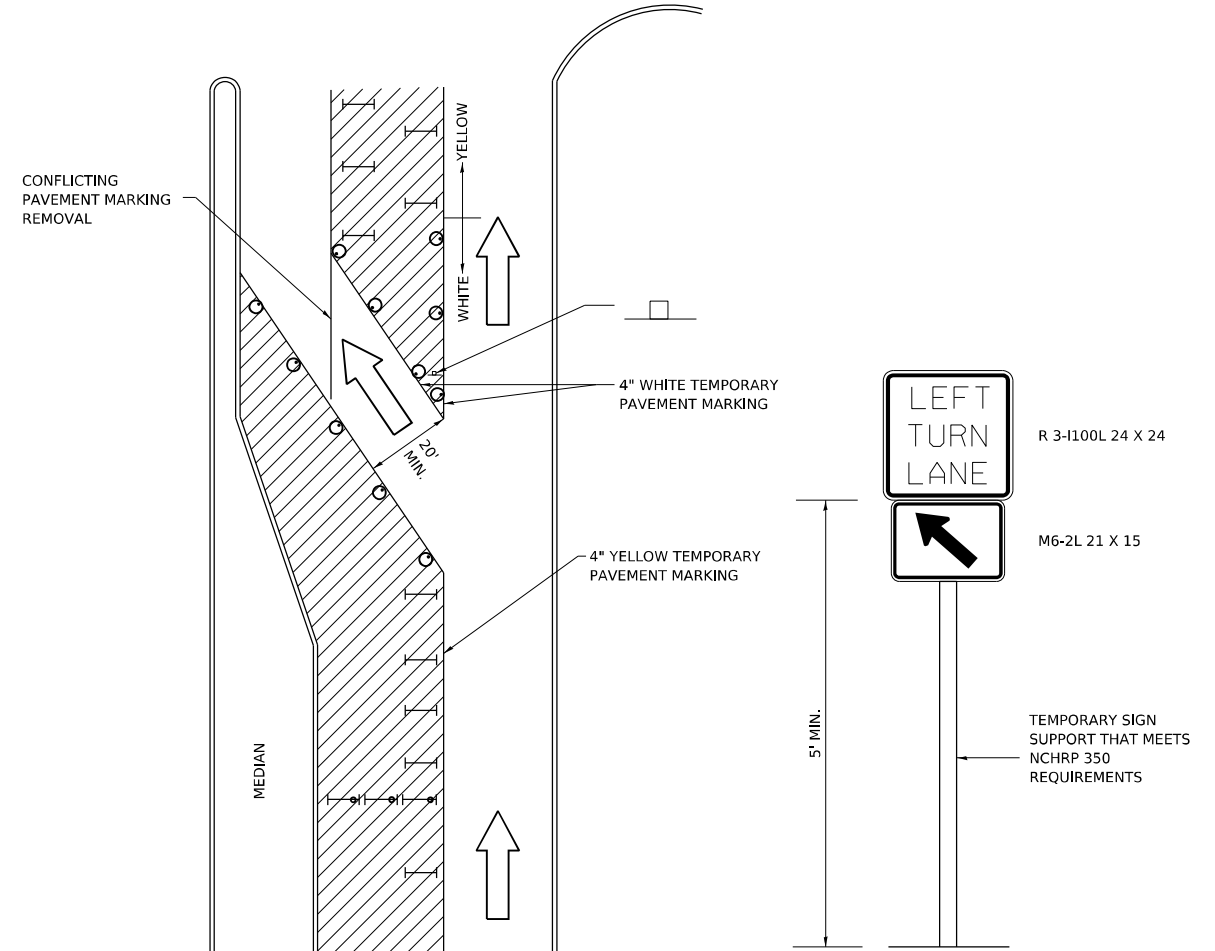 CONFLICTING
PAVEMENT MARKING
REMOVAL
YELLOW
WHITE
4" WHITE TEMPORARY
PAVEMENT MARKING
20'
MIN.
4" YELLOW TEMPORARY
PAVEMENT MARKING
MEDIAN
LEFT
TURN
LANE
R 3-I100L 24 X 24
M6-2L 21 X 15
5' MIN.
TEMPORARY SIGN
SUPPORT THAT MEETS
NCHRP 350
REQUIREMENTS